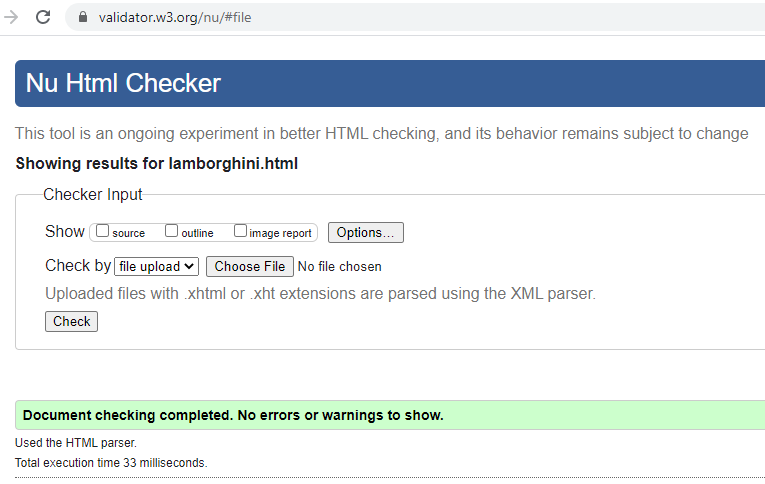 validator.w3.org/nu/#file
Nu Html Checker
This tool is an ongoing experiment in better HTML checking, and its behavior remains subject to change
Showing results for lamborghini.html
Checker Input
Show source outline image report Options...
Check by file upload Choose File No file chosen
Uploaded files with .xhtml or .xht extensions are parsed using the XML parser.
Check
Document checking completed. No errors or warnings to show.
Used the HTML parser.
Total execution time 33 milliseconds.